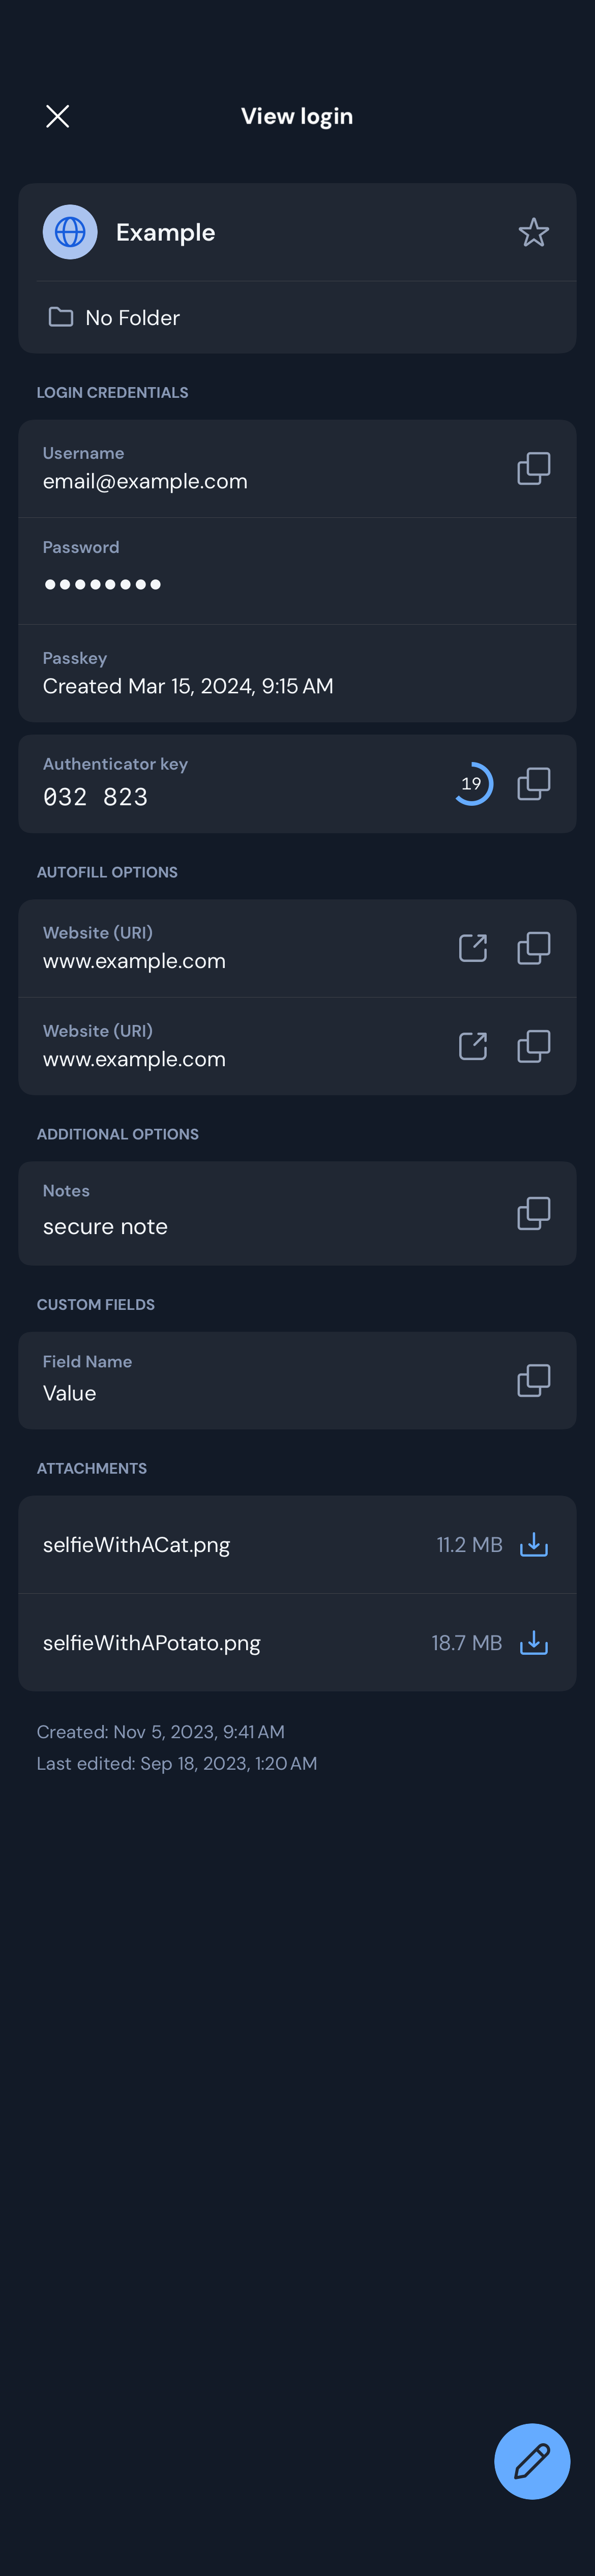 View login
Example
No Folder
LOGIN CREDENTIALS
Username
email@example.com
Password
●●●●●●●●
Passkey
Created Mar 15, 2024, 9:15 AM
Authenticator key
032 823
19
AUTOFILL OPTIONS
Website (URI)
www.example.com
Website (URI)
www.example.com
ADDITIONAL OPTIONS
Notes
secure note
CUSTOM FIELDS
Field Name
Value
ATTACHMENTS
selfieWithACat.png 11.2 MB
selfieWithAPotato.png 18.7 MB
Created: Nov 5, 2023, 9:41 AM
Last edited: Sep 18, 2023, 1:20 AM